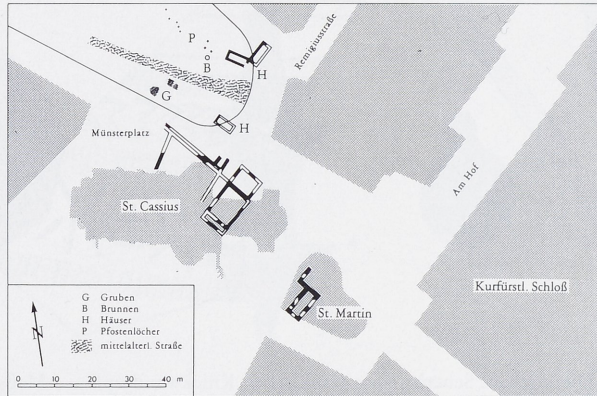 P
B
H
G
H
Remigiusstraße
Münsterplatz
Am Hof
St. Cassius
Kurfürstl. Schloß
St. Martin
G Gruben
B Brunnen
H Häuser
P Pfostenlöcher
mittelalterl. Straße
N
0 10 20 30 40 m